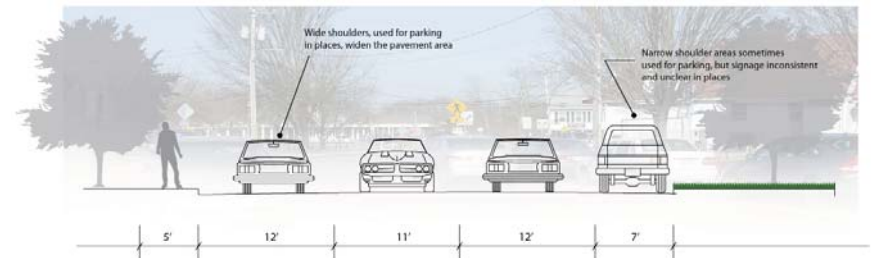 Wide shoulders, used for parking
in places, widen the pavement area
Narrow shoulder areas sometimes
used for parking, but signage inconsistent
and unclear in places
5'
12'
11'
12'
7'